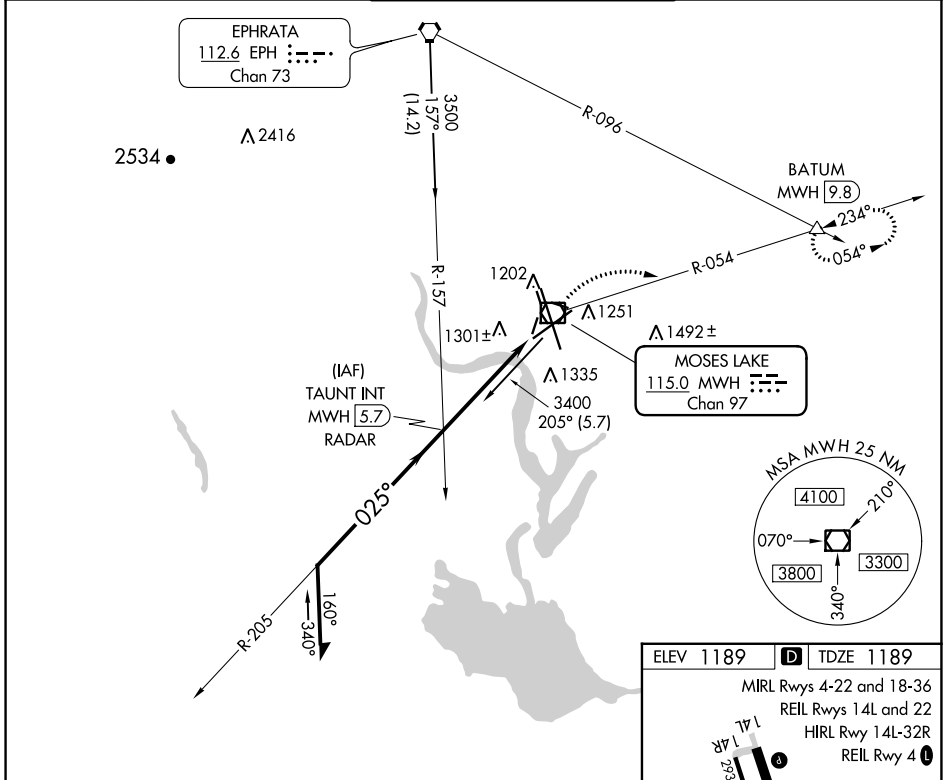 EPHRATA
112.6 EPH
Chan 73
3500
157°
(14.2)
2416
2534
R-096
BATUM
MWH 9.8
234°
054°
R-054
R-157
1202
1251
1301±
1492±
MOSES LAKE
115.0 MWH
Chan 97
1335
3400
205° (5.7)
(IAF)
TAUNT INT
MWH 5.7
RADAR
025°
MSA MWH 25 NM
4100
210°
070°
3800
3300
340°
160°
340°
R-205
ELEV 1189 D TDZE 1189
MIRL Rwys 4-22 and 18-36
REIL Rwys 14L and 22
HIRL Rwy 14L-32R
REIL Rwy 4 L
14L
14R
293
P